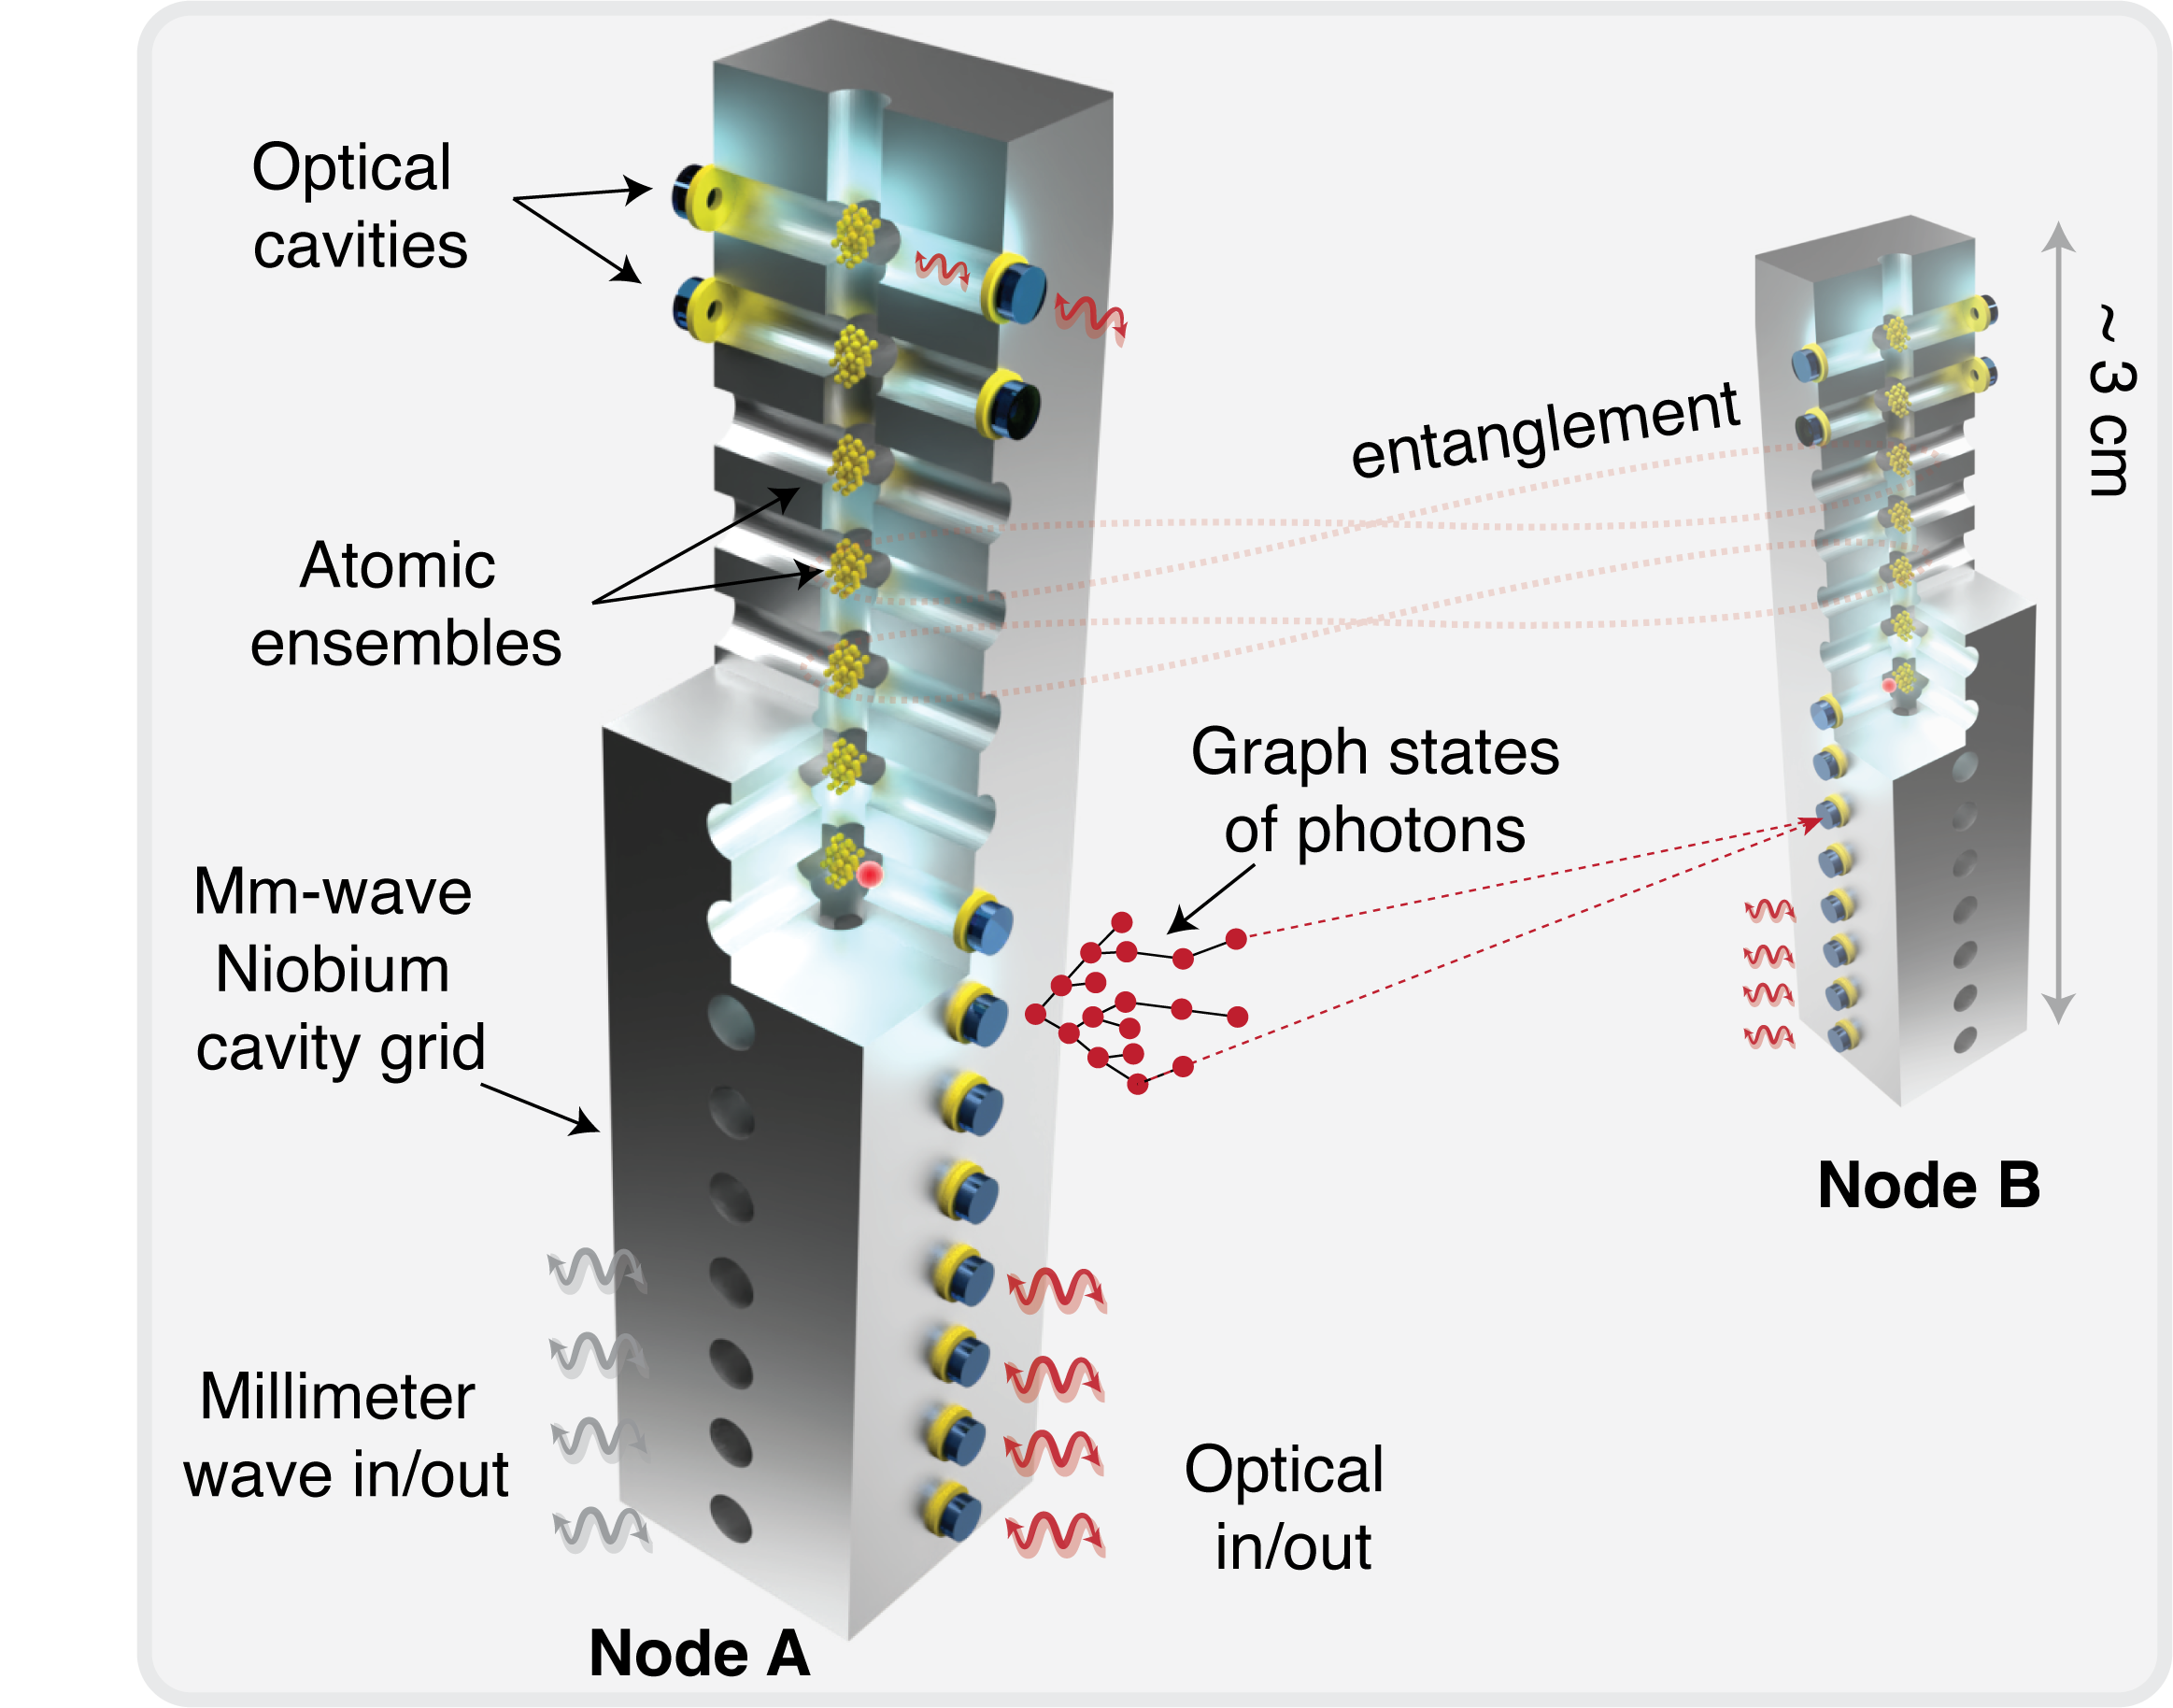 Optical
cavities
~ 3 cm
entanglement
Atomic
ensembles
Graph states
of photons
Mm-wave
Niobium
cavity grid
Node B
Millimeter
wave in/out
Optical
in/out
Node A